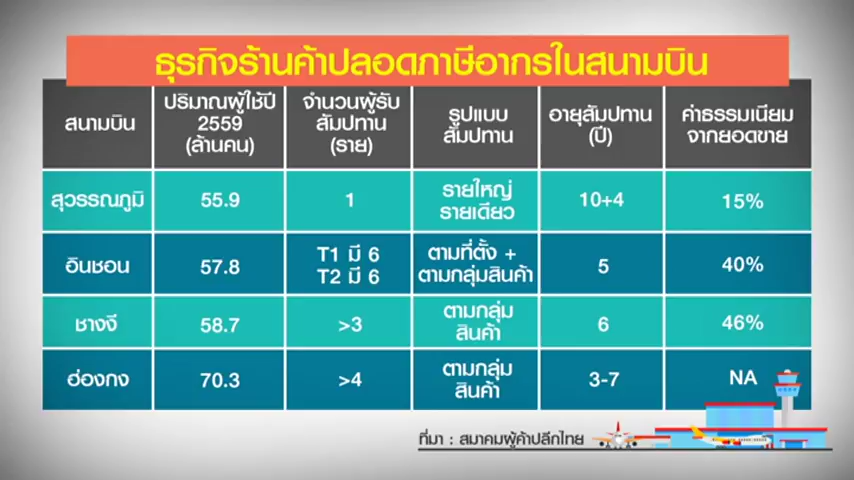 ธุรกิจร้านค้าปลอดภาษีอากรในสนามบิน
สนามบิน
ปริมาณผู้ใช้ปี
2559
(ล้านคน)
จำนวนผู้รับ
สัมปทาน
(ราย)
รูปแบบ
สัมปทาน
อายุสัมปทาน
(ปี)
ค่าธรรมเนียม
จากยอดขาย
สุวรรณภูมิ
55.9
1
รายใหญ่
รายเดียว
10+4
15%
อินชอน
57.8
T1 มี 6
T2 มี 6
ตามที่ตั้ง +
ตามกลุ่มสินค้า
5
40%
ชางงี
58.7
>3
ตามกลุ่ม
สินค้า
6
46%
ฮ่องกง
70.3
>4
ตามกลุ่ม
สินค้า
3-7
NA
ที่มา : สมาคมผู้ค้าปลีกไทย